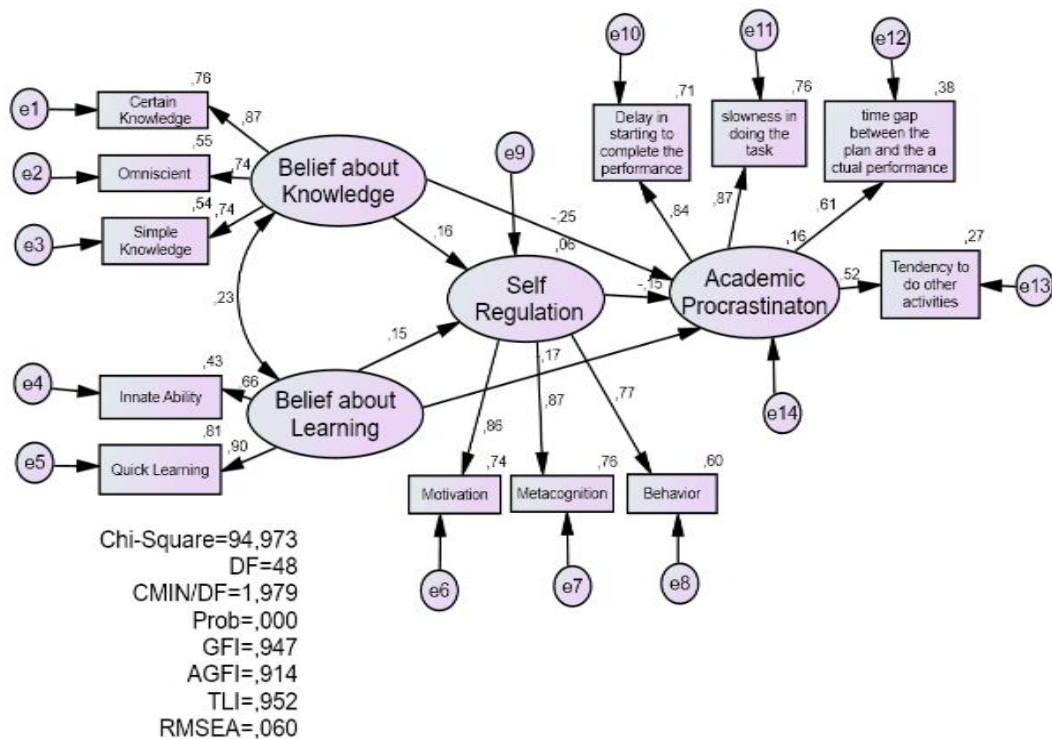 e10
e11
e12
,76
,71
,76
,38
e1
Certain
Knowledge
,87
Delay in
starting to
complete the
performance
slowness in
doing the
task
time gap
between the
plan and the a
ctual performance
,55
e2
Omniscient
,74
Belief about
Knowledge
e9
,54
e3
Simple
Knowledge
,74
-,25
,84
,87
,61
,16
,06
,16
,27
,23
Self
Regulation
-,15
Academic
Procrastinaton
,52
Tendency to
do other
activities
e13
,15
,43
e4
Innate Ability
,66
Belief about
Learning
-,17
e14
,81
e5
Quick Learning
,90
,86
,87
,77
,74
,76
,60
Motivation
Metacognition
Behavior
e6
e7
e8
Chi-Square=94,973
DF=48
CMIN/DF=1,979
Prob=,000
GFI=,947
AGFI=,914
TLI=,952
RMSEA=,060